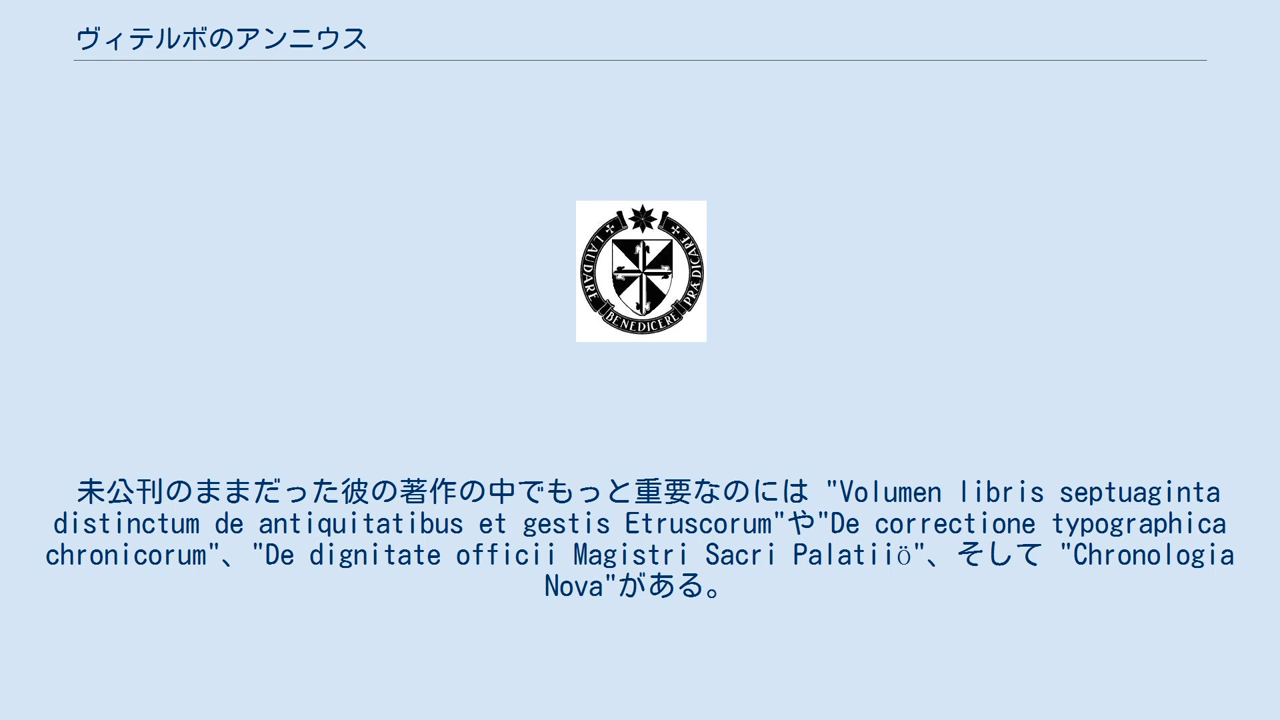 ヴィテルボのアンニウス
LAUDARE
BENEDICERE
PRÆDICARE
未公刊のままだった彼の著作の中でもっと重要なのには "Volumen libris septuaginta
distinctum de antiquitatibus et gestis Etruscorum"や"De correctione typographica
chronicorum"、"De dignitate officii Magistri Sacri Palatiiö"、そして "Chronologia
Nova"がある。